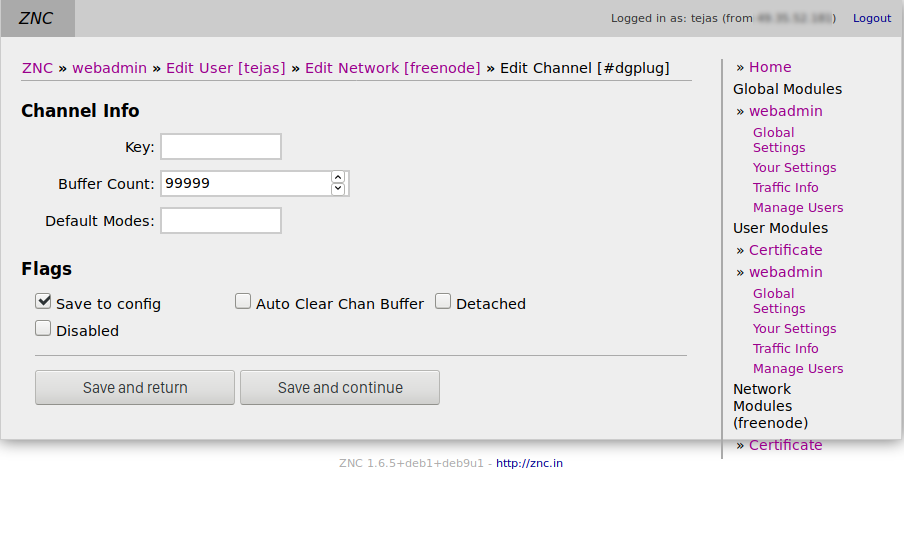 ZNC
Logged in as: tejas (from ) Logout
ZNC » webadmin » Edit User [tejas] » Edit Network [freenode] » Edit Channel [#dgplug]
Channel Info
Key:
Buffer Count: 99999
Default Modes:
Flags
Save to config Auto Clear Chan Buffer Detached
Disabled
Save and return Save and continue
» Home
Global Modules
» webadmin
Global
Settings
Your Settings
Traffic Info
Manage Users
User Modules
» Certificate
» webadmin
Global
Settings
Your Settings
Traffic Info
Manage Users
Network
Modules
(freenode)
» Certificate
ZNC 1.6.5+deb1+deb9u1 - http://znc.in